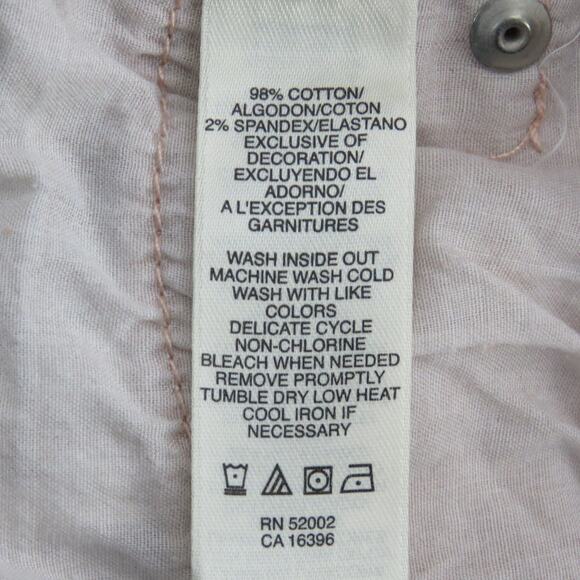 98% COTTON/
ALGODON/COTON
2% SPANDEX/ELASTANO
EXCLUSIVE OF
DECORATION/
EXCLUYENDO EL
ADORNO/
A L'EXCEPTION DES
GARNITURES
WASH INSIDE OUT
MACHINE WASH COLD
WASH WITH LIKE
COLORS
DELICATE CYCLE
NON-CHLORINE
BLEACH WHEN NEEDED
REMOVE PROMPTLY
TUMBLE DRY LOW HEAT
COOL IRON IF
NECESSARY
RN 52002
CA 16396